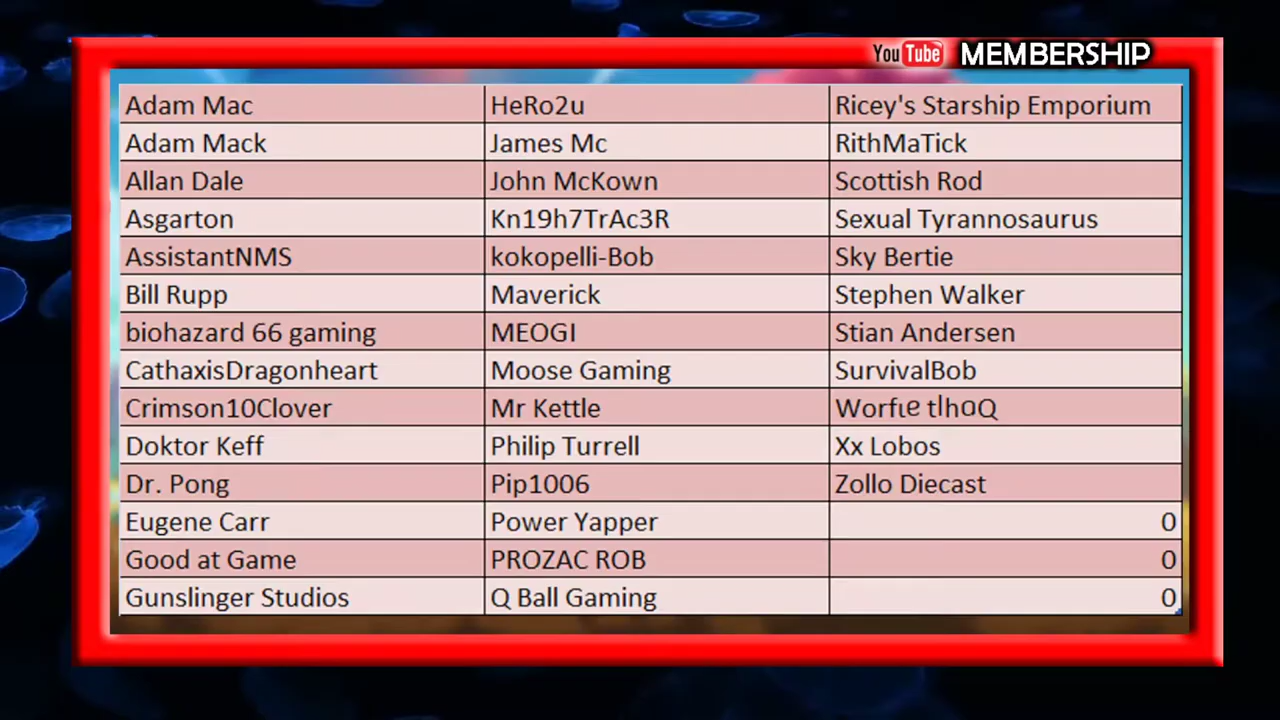 YouTube MEMBERSHIP
Adam Mac HeRo2u Ricey's Starship Emporium
Adam Mack James Mc RithMaTick
Allan Dale John McKown Scottish Rod
Asgarton Kn19h7TrAc3R Sexual Tyrannosaurus
AssistantNMS kokopelli-Bob Sky Bertie
Bill Rupp Maverick Stephen Walker
biohazard 66 gaming MEOGI Stian Andersen
CathaxisDragonheart Moose Gaming SurvivalBob
Crimson10Clover Mr Kettle Worfɩҽ tlhɑQ
Doktor Keff Philip Turrell Xx Lobos
Dr. Pong Pip1006 Zollo Diecast
Eugene Carr Power Yapper 0
Good at Game PROZAC ROB 0
Gunslinger Studios Q Ball Gaming 0